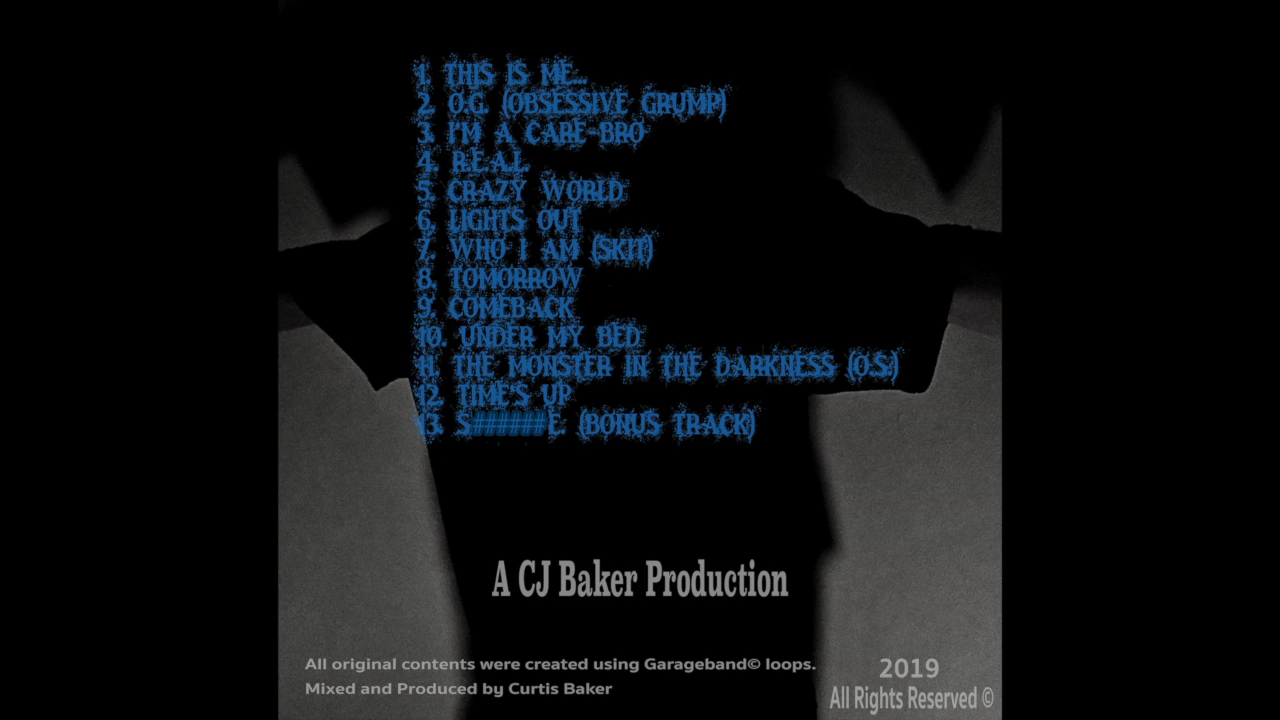 1. THIS IS ME...
2. O.G. (OBSESSIVE GRUMP)
3. I'M A CARE-BRO
4. R.E.A.L.
5. CRAZY WORLD
6. LIGHTS OUT
7. WHO I AM (SKIT)
8. TOMORROW
9. COMEBACK
10. UNDER MY BED
11. THE MONSTER IN THE DARKNESS (O.S.)
12. TIME'S UP
13. S######E. (BONUS TRACK)
A CJ Baker Production
All original contents were created using Garageband© loops.
Mixed and Produced by Curtis Baker
2019
All Rights Reserved ©